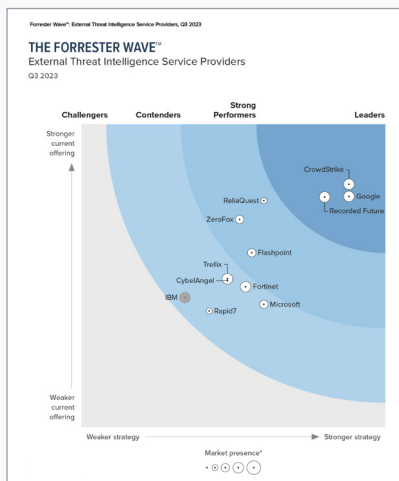 Forrester Wave™: External Threat Intelligence Service Providers, Q3 2023
THE FORRESTER WAVE™
External Threat Intelligence Service Providers
Q3 2023
Challengers Contenders Strong Performers Leaders
Stronger current offering
CrowdStrike
Google
Recorded Future
ReliaQuest
ZeroFox
Flashpoint
Trellix
CybelAngel
Fortinet
IBM
Microsoft
Rapid7
Weaker current offering
Weaker strategy Stronger strategy
Market presence*